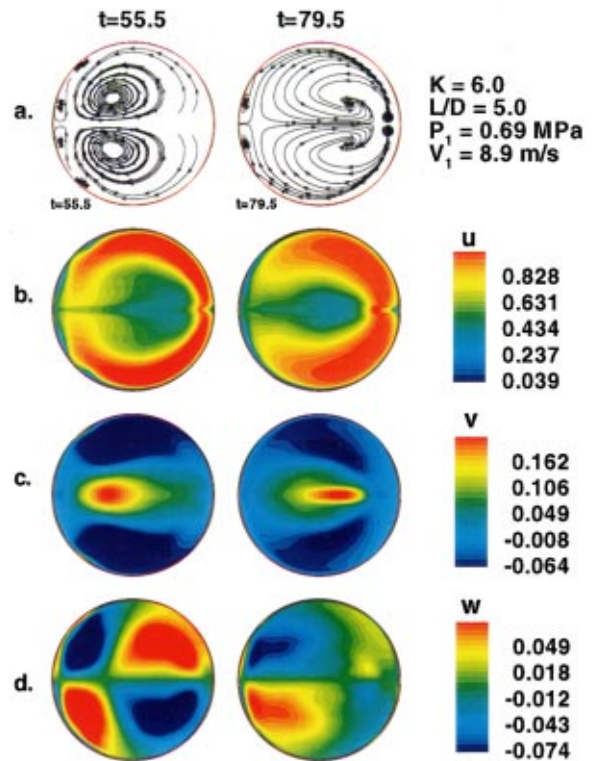 t=55.5 t=79.5
a.
K = 6.0
L/D = 5.0
P₁ = 0.69 MPa
V₁ = 8.9 m/s
t=55.5 t=79.5
b.
u
0.828
0.631
0.434
0.237
0.039
c.
v
0.162
0.106
0.049
-0.008
-0.064
d.
w
0.049
0.018
-0.012
-0.043
-0.074